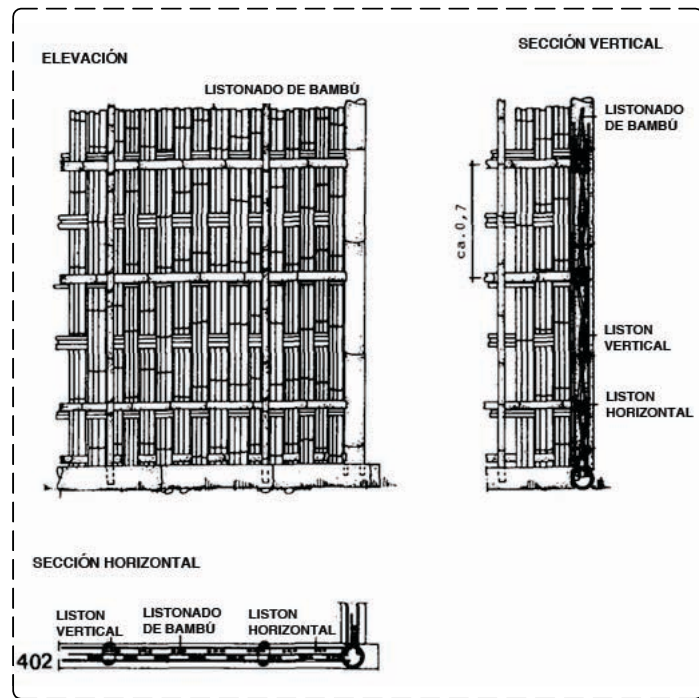 ELEVACIÓN
LISTONADO DE BAMBÚ
SECCIÓN VERTICAL
LISTONADO
DE BAMBÚ
ca.0,7
LISTON
VERTICAL
LISTON
HORIZONTAL
SECCIÓN HORIZONTAL
LISTON
VERTICAL
LISTONADO
DE BAMBÚ
LISTON
HORIZONTAL
402